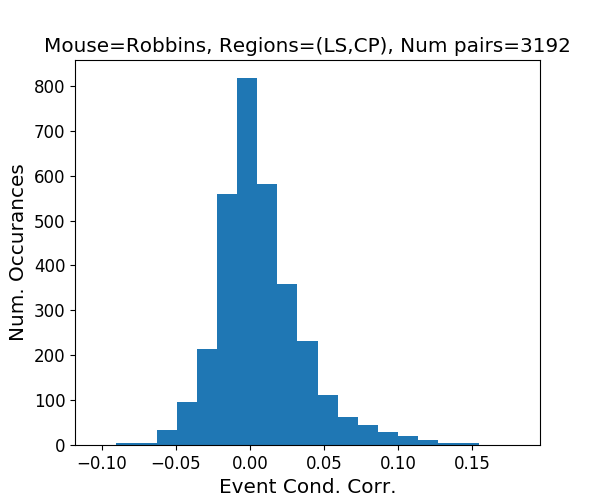 Mouse=Robbins, Regions=(LS,CP), Num pairs=3192
Num. Occurances
800
700
600
500
400
300
200
100
0
−0.10 −0.05 0.00 0.05 0.10 0.15
Event Cond. Corr.